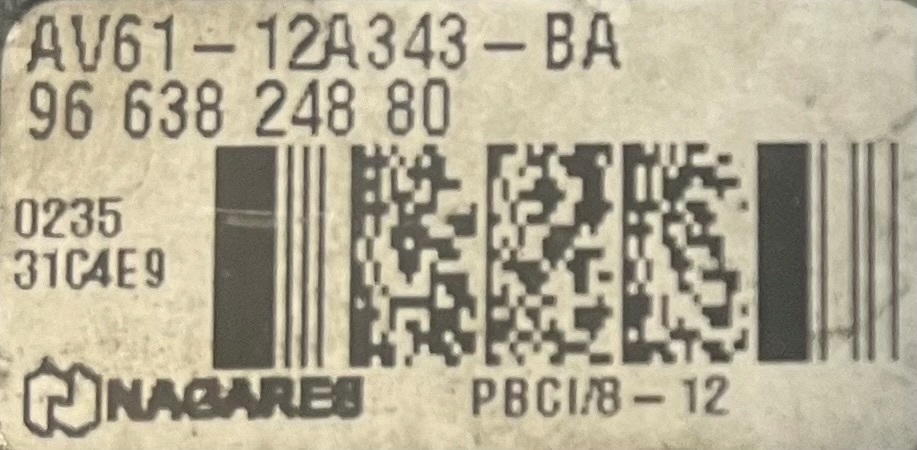 AV61-12A343-BA
96 638 248 80
0235
31C4E9
NAGARES
PBCI/8-12